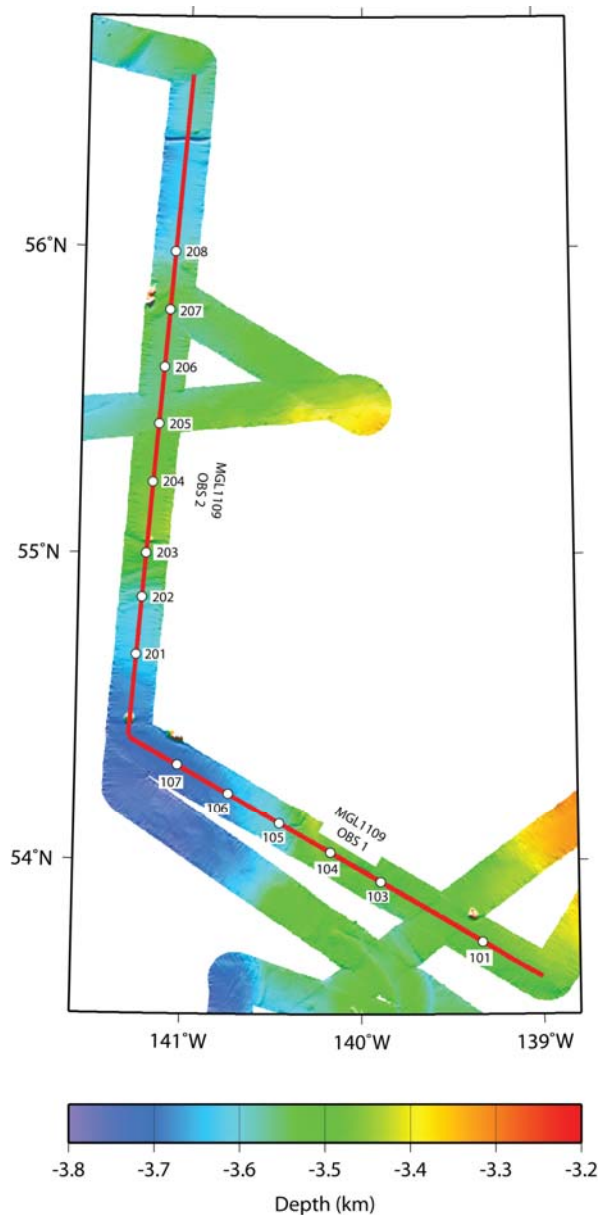 56˚N
208
207
206
205
204
MGL1109
OBS 2
55˚N
203
202
201
107
106
105
MGL1109
OBS 1
104
54˚N
103
101
141˚W
140˚W
139˚W
-3.8
-3.7
-3.6
-3.5
-3.4
-3.3
-3.2
Depth (km)